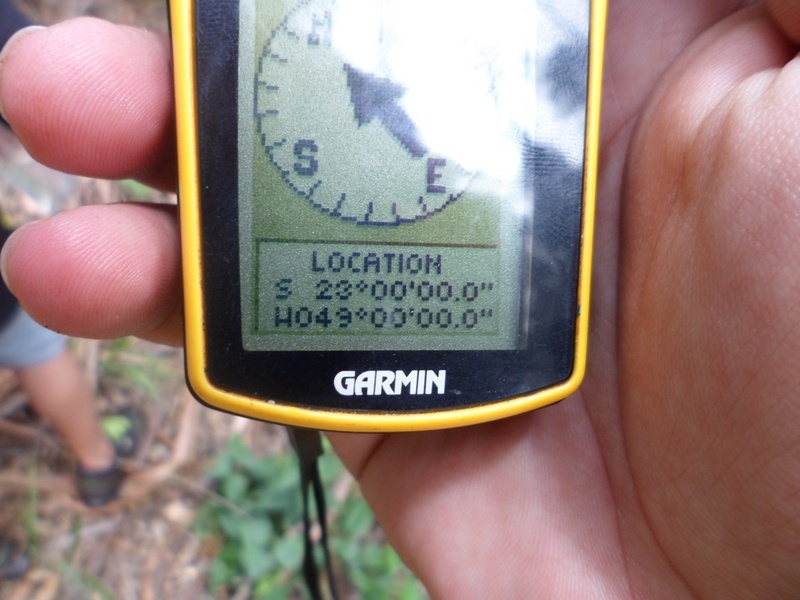 W
S
E
LOCATION
S 23°00'00.0"
W049°00'00.0"
GARMIN